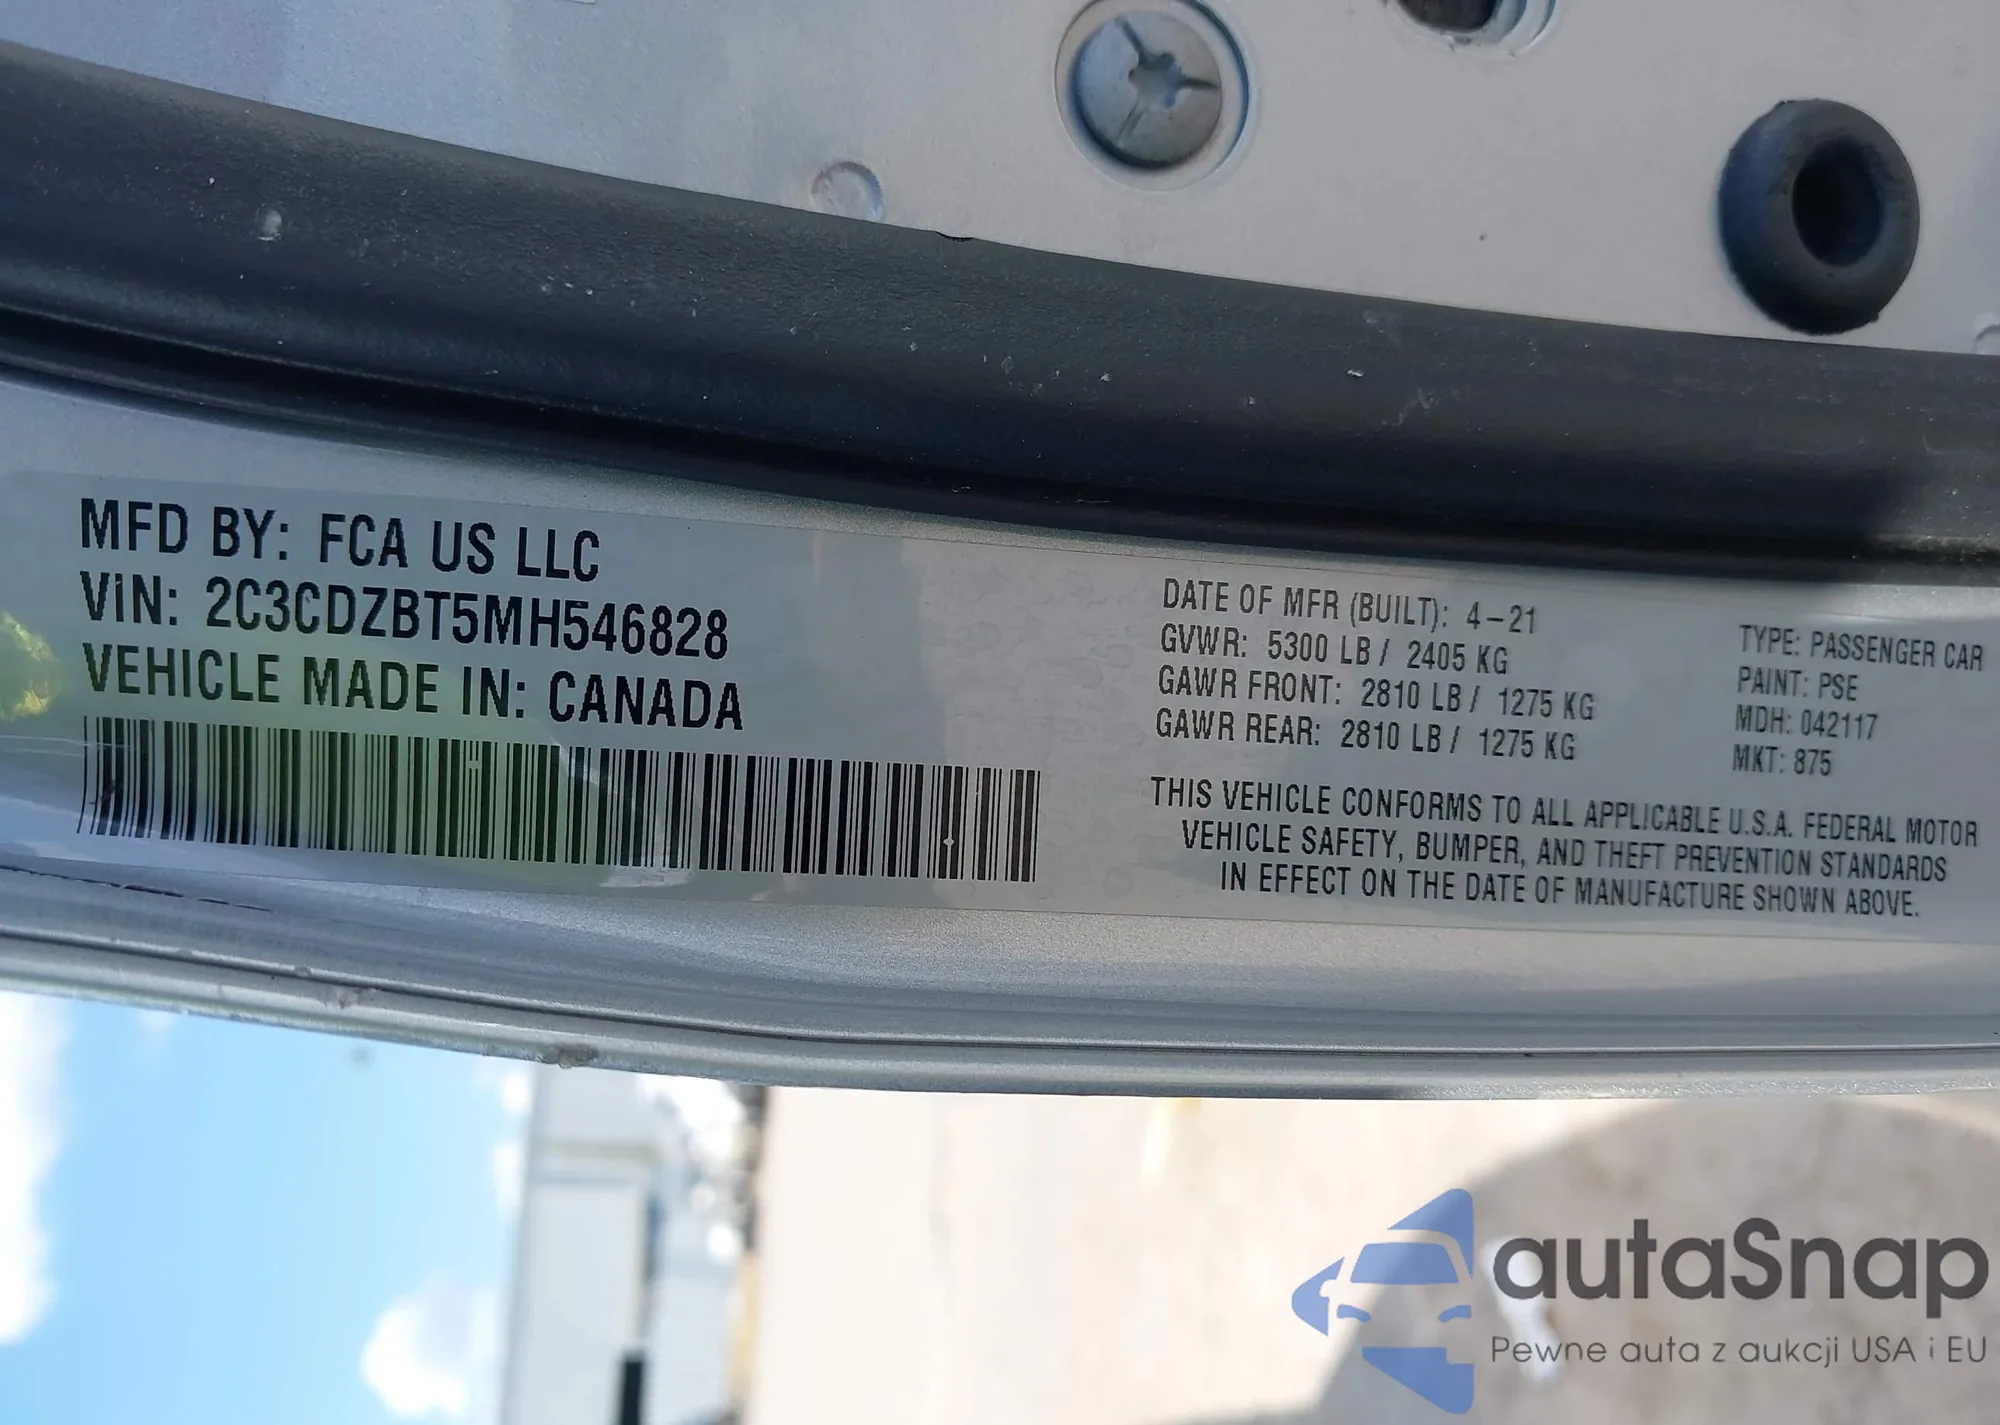 MFD BY: FCA US LLC
VIN: 2C3CDZBT5MH546828
VEHICLE MADE IN: CANADA
DATE OF MFR (BUILT): 4-21
GVWR: 5300 LB / 2405 KG
GAWR FRONT: 2810 LB / 1275 KG
GAWR REAR: 2810 LB / 1275 KG
TYPE: PASSENGER CAR
PAINT: PSE
MDH: 042117
MKT: 875
THIS VEHICLE CONFORMS TO ALL APPLICABLE U.S.A. FEDERAL MOTOR
VEHICLE SAFETY, BUMPER, AND THEFT PREVENTION STANDARDS
IN EFFECT ON THE DATE OF MANUFACTURE SHOWN ABOVE.
autaSnap
Pewne auta z aukcji USA i EU